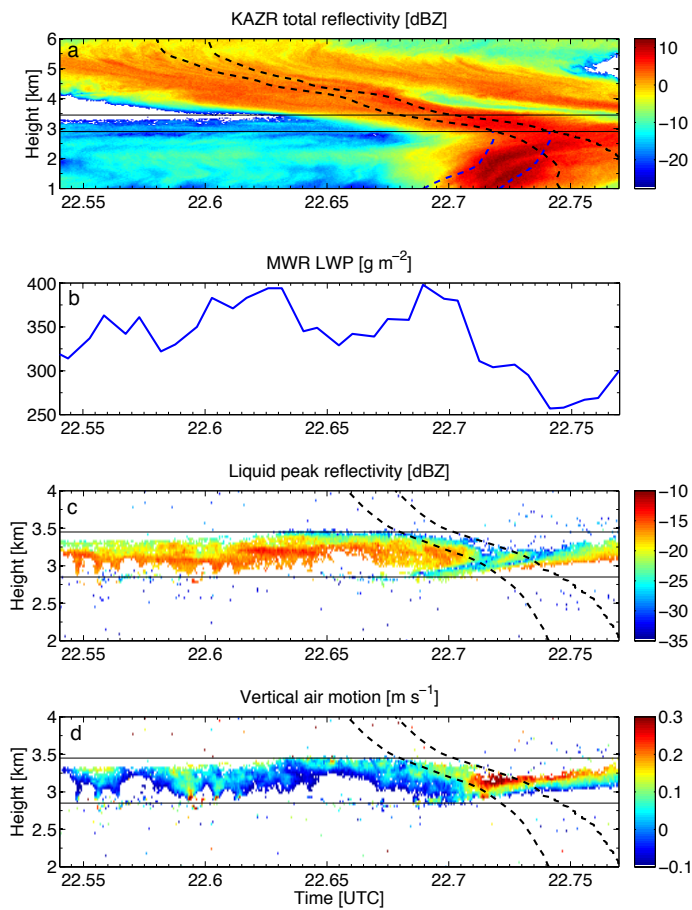 KAZR total reflectivity [dBZ]
a
Height [km]
6
5
4
3
2
1
22.55 22.6 22.65 22.7 22.75
10
0
−10
−20
MWR LWP [g m−2]
b
400
350
300
250
22.55 22.6 22.65 22.7 22.75
Liquid peak reflectivity [dBZ]
c
Height [km]
4
3.5
3
2.5
2
22.55 22.6 22.65 22.7 22.75
−10
−15
−20
−25
−30
−35
Vertical air motion [m s−1]
d
Height [km]
4
3.5
3
2.5
2
22.55 22.6 22.65 22.7 22.75
Time [UTC]
0.3
0.2
0.1
0
−0.1